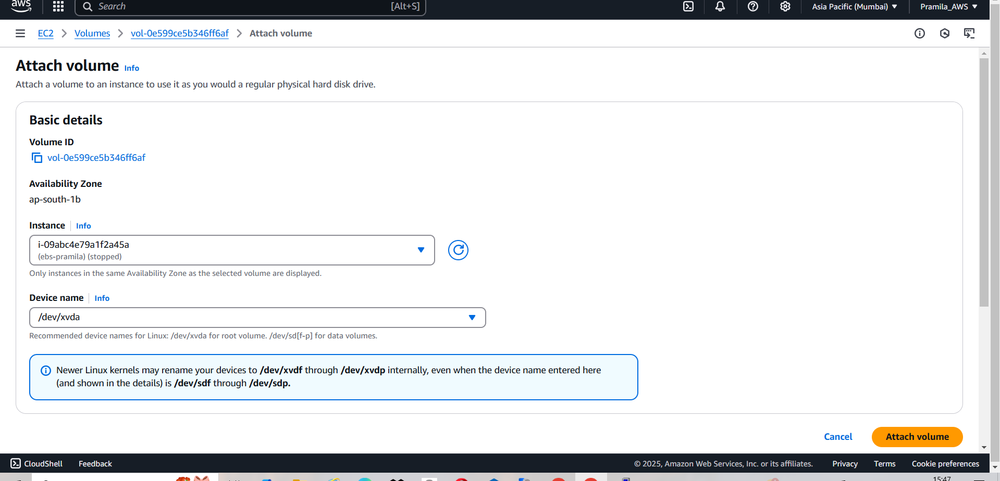 aws
Search [Alt+S] Asia Pacific (Mumbai) Pramila_AWS
EC2 Volumes vol-0e599ce5b346ff6af Attach volume
Attach volume Info
Attach a volume to an instance to use it as you would a regular physical hard disk drive.
Basic details
Volume ID
vol-0e599ce5b346ff6af
Availability Zone
ap-south-1b
Instance Info
i-09abc4e79a1f2a45a
(ebs-pramila) (stopped)
Only instances in the same Availability Zone as the selected volume are displayed.
Device name Info
/dev/xvda
Recommended device names for Linux: /dev/xvda for root volume. /dev/sd[f-p] for data volumes.
Newer Linux kernels may rename your devices to /dev/xvdf through /dev/xvdp internally, even when the device name entered here
(and shown in the details) is /dev/sdf through /dev/sdp.
Cancel Attach volume
CloudShell Feedback © 2025, Amazon Web Services, Inc. or its affiliates. Privacy Terms Cookie preferences
15:47